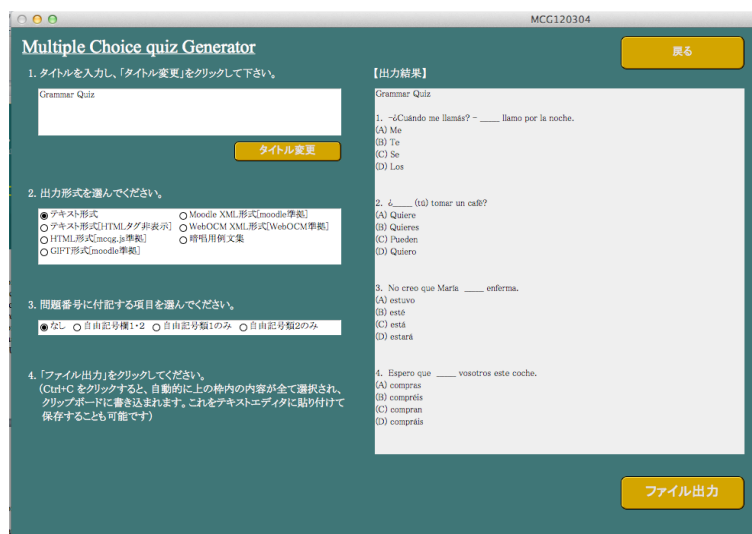 MCG120304
Multiple Choice quiz Generator
戻る
1. タイトルを入力し、「タイトル変更」をクリックして下さい。
Grammar Quiz
タイトル変更
2. 出力形式を選んでください。
テキスト形式
Moodle XML形式[moodle準拠]
テキスト形式[HTMLタグ非表示]
WebOCM XML形式[WebOCM準拠]
HTML形式[mcqg.js準拠]
暗唱用例文集
GIFT形式[moodle準拠]
3. 問題番号に付記する項目を選んでください。
なし 自由記号欄1・2 自由記号類1のみ 自由記号類2のみ
4. 「ファイル出力」をクリックしてください。
(Ctrl+C をクリックすると、自動的に上の枠内の内容が全て選択され、
クリップボードに書き込まれます。これをテキストエディタに貼り付けて
保存することも可能です)
【出力結果】
Grammar Quiz
1. -¿Cuándo me llamás? - ____ llamo por la noche.
(A) Me
(B) Te
(C) Se
(D) Los
2. ¿____ (tú) tomar un café?
(A) Quiere
(B) Quieres
(C) Pueden
(D) Quiero
3. No creo que María ____ enferma.
(A) estuvo
(B) esté
(C) está
(D) estará
4. Espero que ____ vosotros este coche.
(A) compras
(B) compréis
(C) compran
(D) compráis
ファイル出力